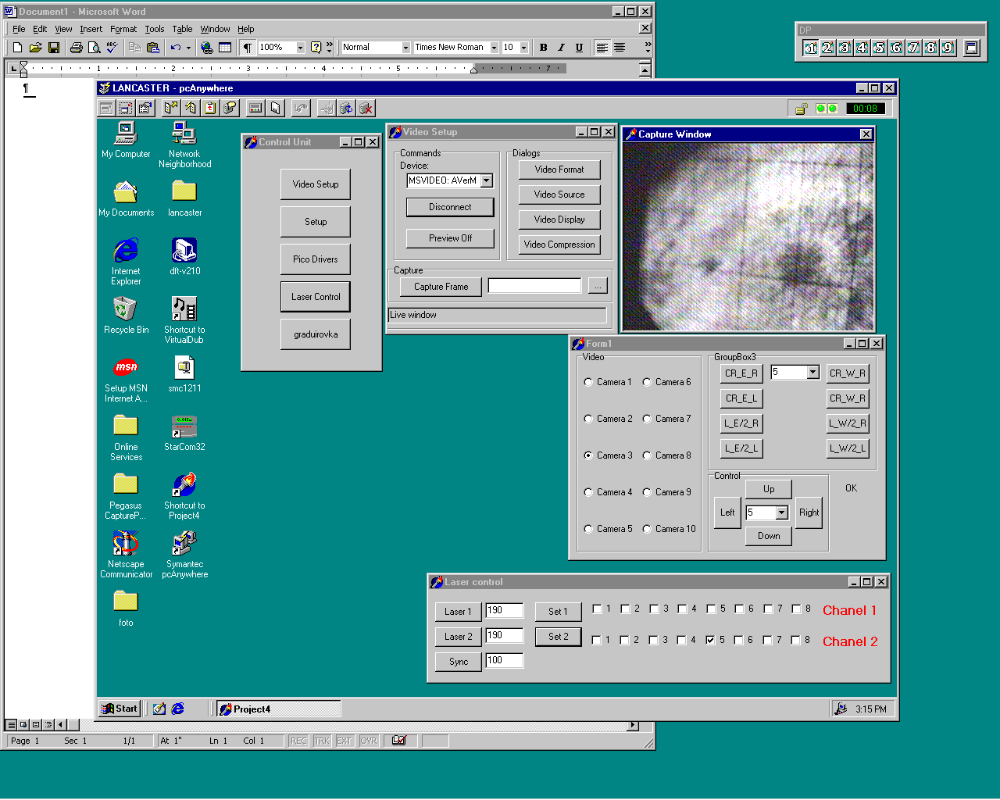 Document1 - Microsoft Word
File Edit View Insert Format Tools Table Window Help
ABC
¶ 100% ? Normal Times New Roman 10 B I U
L 1 2 3 4 5 7
¶
DP
1 2 3 4 5 6 7 8 9
LANCASTER - pcAnywhere
00:08
My Computer
Network Neighborhood
My Documents
lancaster
Internet Explorer
dft-v210
Recycle Bin
Shortcut to VirtualDub
msn
Setup MSN Internet A...
smc1211
Online Services
StarCom32
Pegasus CaptureP...
Shortcut to Project4
Netscape Communicator
Symantec pcAnywhere
foto
Control Unit
Video Setup
Setup
Pico Drivers
Laser Control
graduirovka
Video Setup
Commands
Device:
MSVIDEO: AVerM
Disconnect
Preview Off
Dialogs
Video Format
Video Source
Video Display
Video Compression
Capture
Capture Frame ...
Live window
Capture Window
Form1
Video
Camera 1 Camera 6
Camera 2 Camera 7
Camera 3 Camera 8
Camera 4 Camera 9
Camera 5 Camera 10
GroupBox3
CR_E_R 5 CR_W_R
CR_E_L CR_W_R
L_E/2_R L_W/2_R
L_E/2_L L_W/2_L
Control
Up
Left 5 Right
Down
OK
Laser control
Laser 1 190 Set 1 1 2 3 4 5 6 7 8 Chanel 1
Laser 2 190 Set 2 1 2 3 4 5 6 7 8 Chanel 2
Sync 100
Start Project4 3:15 PM
Page 1 Sec 1 1/1 At 1" Ln 1 Col 1 REC TRK EXT OVR